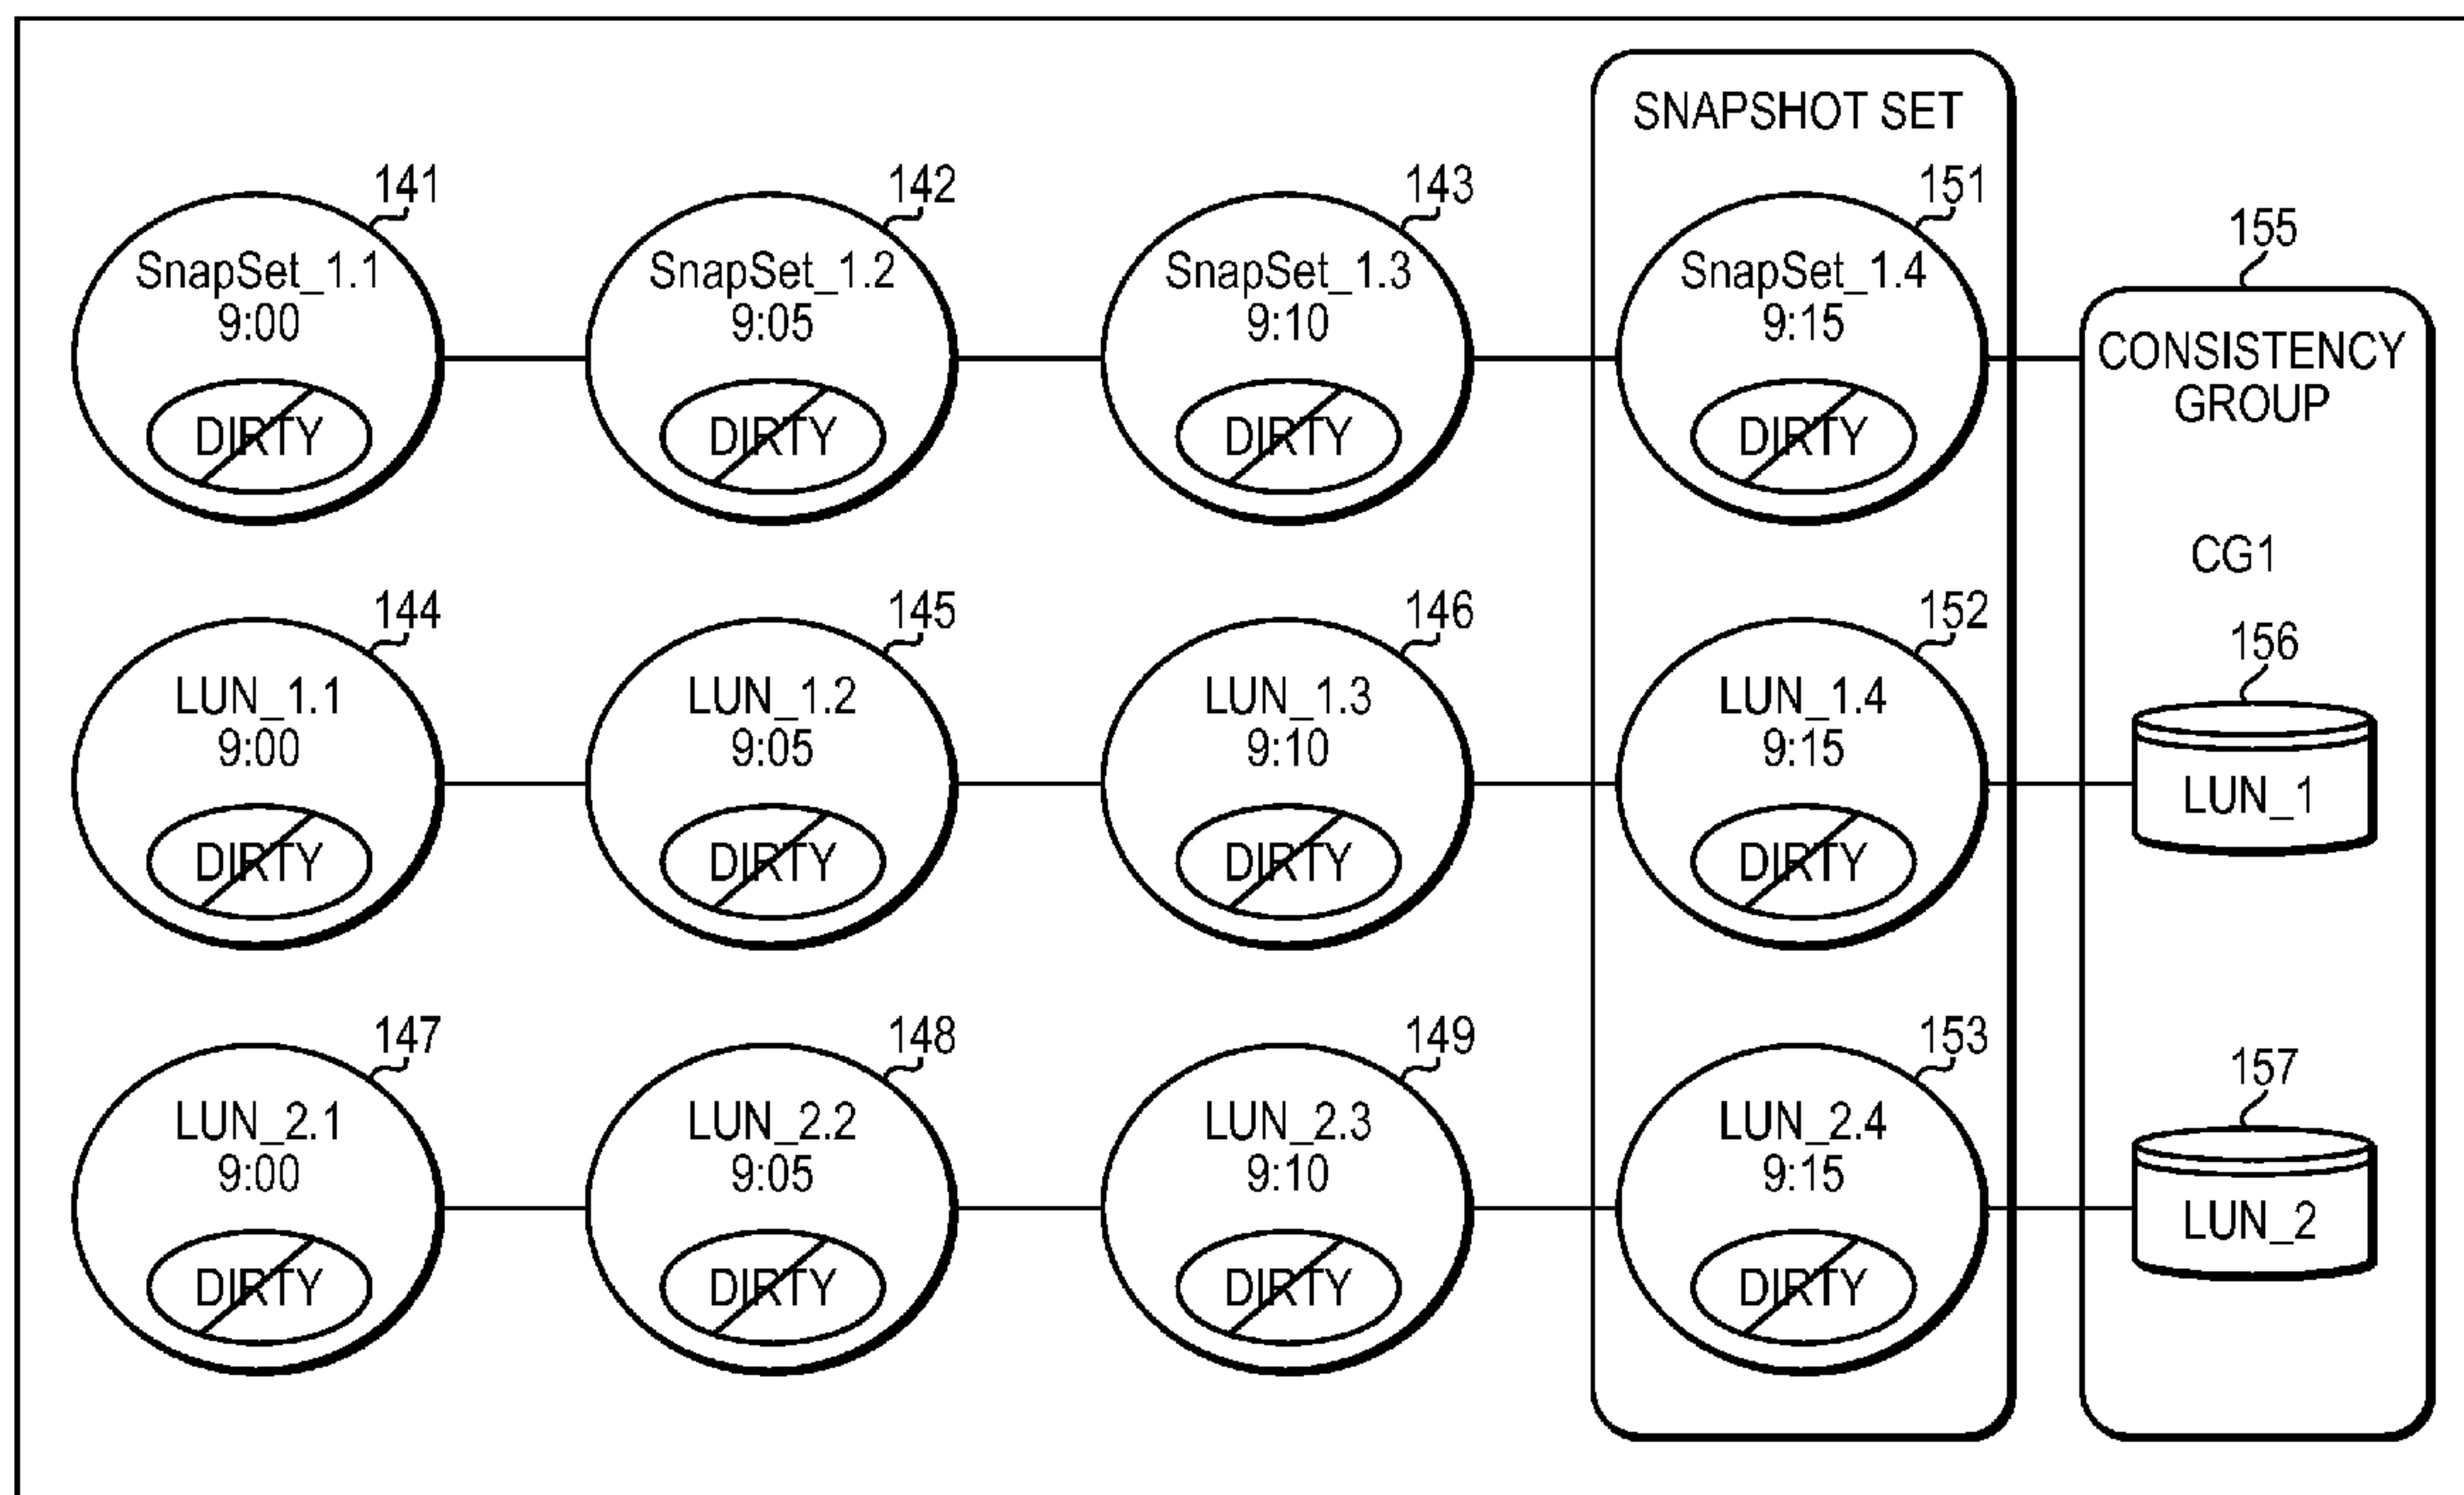 SNAPSHOT SET
141
142
143
151
155
SnapSet_1.1
9:00
DIRTY
SnapSet_1.2
9:05
DIRTY
SnapSet_1.3
9:10
DIRTY
SnapSet_1.4
9:15
DIRTY
CONSISTENCY
GROUP
CG1
144
145
146
152
156
LUN_1.1
9:00
DIRTY
LUN_1.2
9:05
DIRTY
LUN_1.3
9:10
DIRTY
LUN_1.4
9:15
DIRTY
LUN_1
147
148
149
153
157
LUN_2.1
9:00
DIRTY
LUN_2.2
9:05
DIRTY
LUN_2.3
9:10
DIRTY
LUN_2.4
9:15
DIRTY
LUN_2